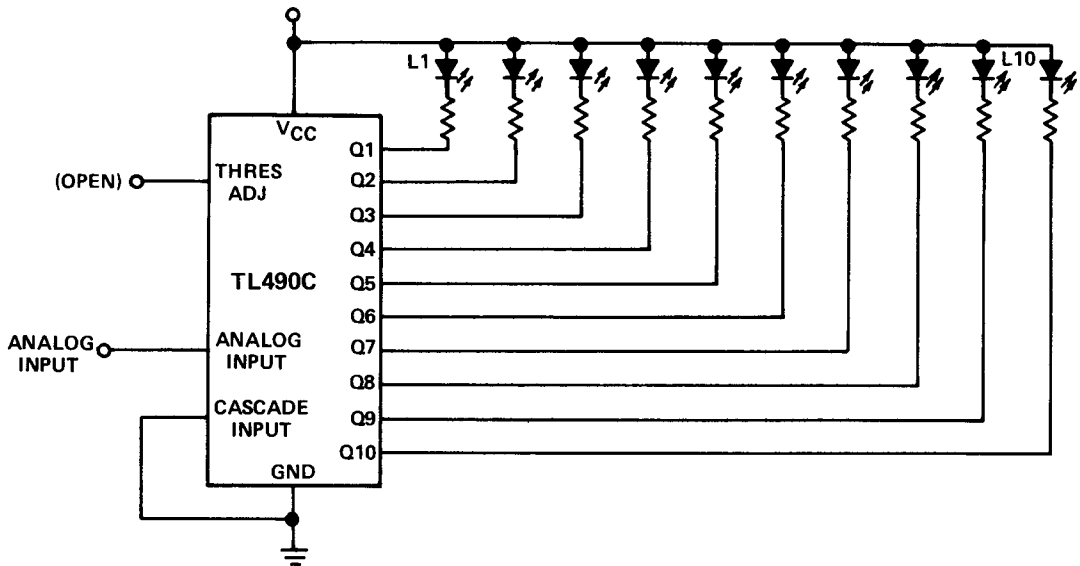 L1
L10
VCC
Q1
(OPEN)
THRES
ADJ
Q2
Q3
Q4
TL490C
Q5
Q6
ANALOG
INPUT
ANALOG
INPUT
Q7
Q8
CASCADE
INPUT
Q9
Q10
GND